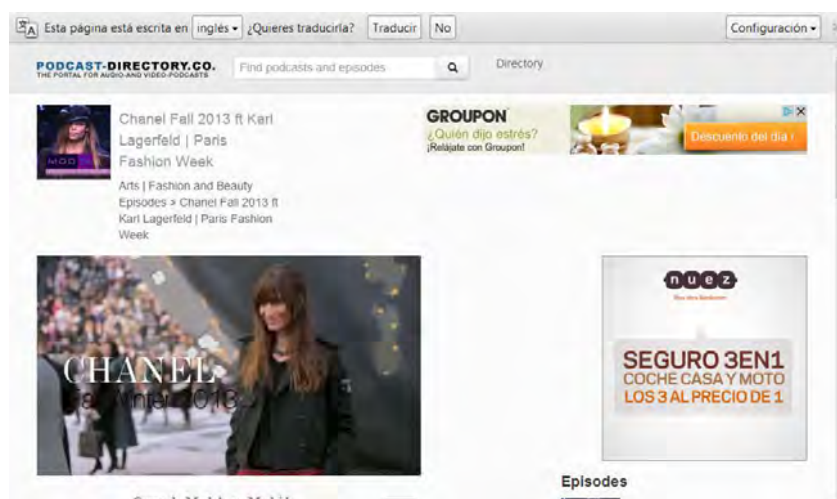 Esta página está escrita en inglés ¿Quieres traducirla? Traducir No Configuración
PODCAST-DIRECTORY.CO.
THE PORTAL FOR AUDIO-AND VIDEO-PODCASTS
Find podcasts and episodes
Directory
Chanel Fall 2013 ft Karl
Lagerfeld | Paris
Fashion Week
Arts | Fashion and Beauty
Episodes > Chanel Fall 2013 ft
Karl Lagerfeld | Paris Fashion
Week
GROUPON
¿Quién dijo estrés?
¡Relájate con Groupon!
Descuento del día
CHANEL
Fall Winter 2013
nuez
SEGURO 3EN1
COCHE CASA Y MOTO
LOS 3 AL PRECIO DE 1
Episodes